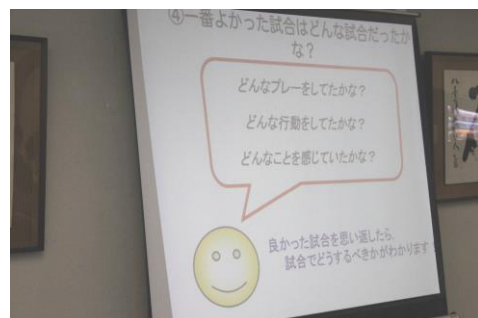 ④一番よかった試合はどんな試合だったか
な？
どんなプレーをしてたかな？
どんな行動をしてたかな？
どんなことを感じていたかな？
良かった試合を思い返したら、
試合でどうするべきかがわかります！